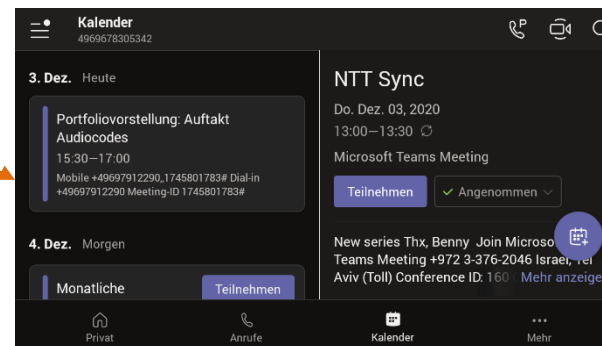 Kalender
4969678305342
3. Dez. Heute
Portfoliovorstellung: Auftakt
Audiocodes
15:30—17:00
Mobile +49697912290,,1745801783# Dial-in
+49697912290 Meeting-ID 1745801783#
4. Dez. Morgen
Monatliche
Teilnehmen
NTT Sync
Do. Dez. 03, 2020
13:00—13:30
Microsoft Teams Meeting
Teilnehmen
Angenommen
New series Thx, Benny Join Microso
Teams Meeting +972 3-376-2046 Israel, Tel
Aviv (Toll) Conference ID: 160 Mehr anzeige
Privat
Anrufe
Kalender
Mehr